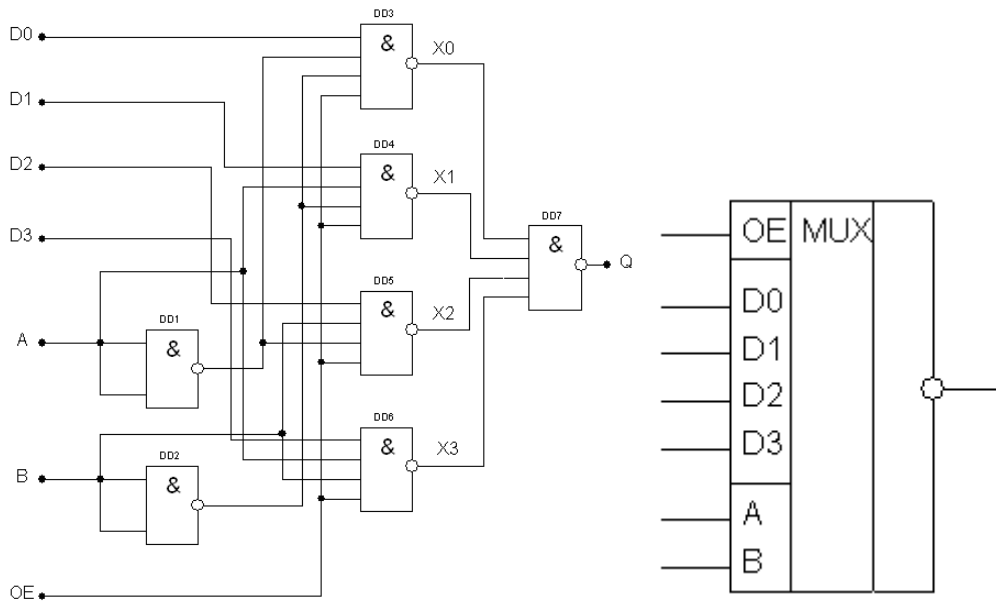 DD3
D0
&
X0
D1
DD4
&
X1
D2
DD7
&
Q
D3
DD5
&
X2
A
DD1
&
DD6
&
X3
B
DD2
&
OE
OE MUX
D0
D1
D2
D3
A
B